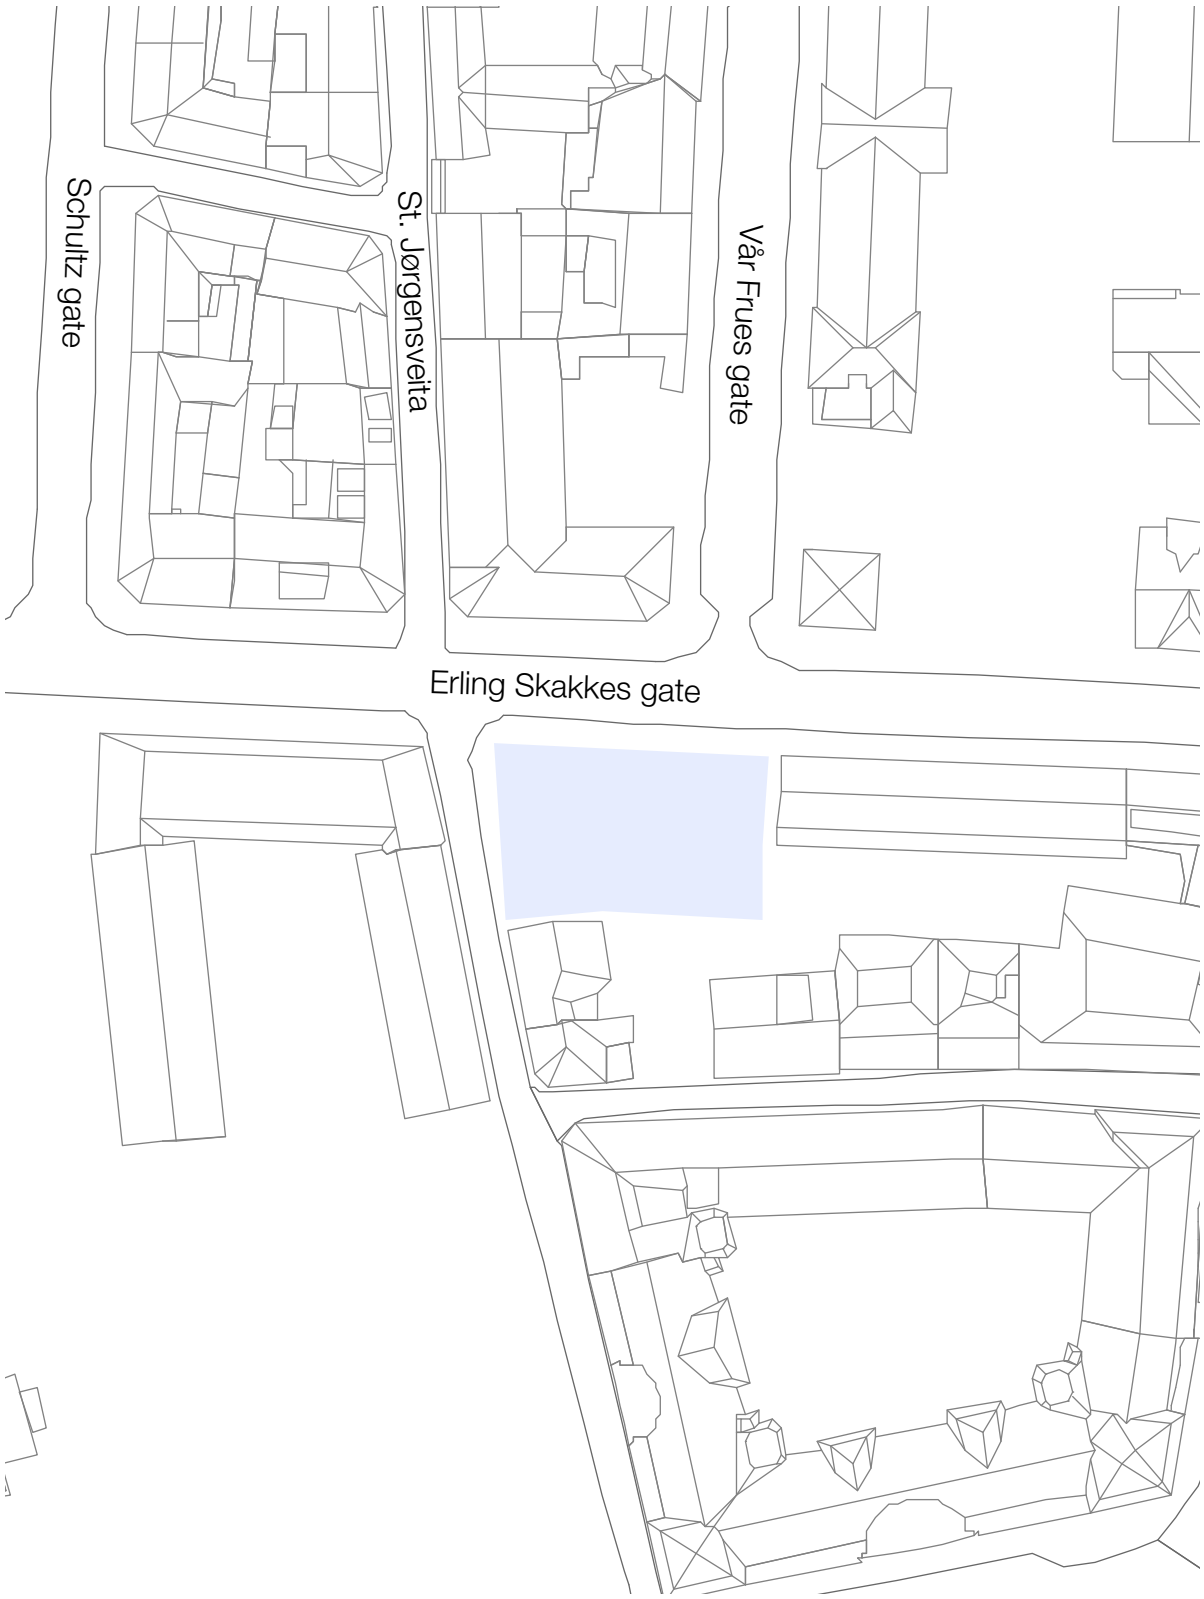 Schultz gate
St. Jørgensveita
Vår Frues gate
Erling Skakkes gate